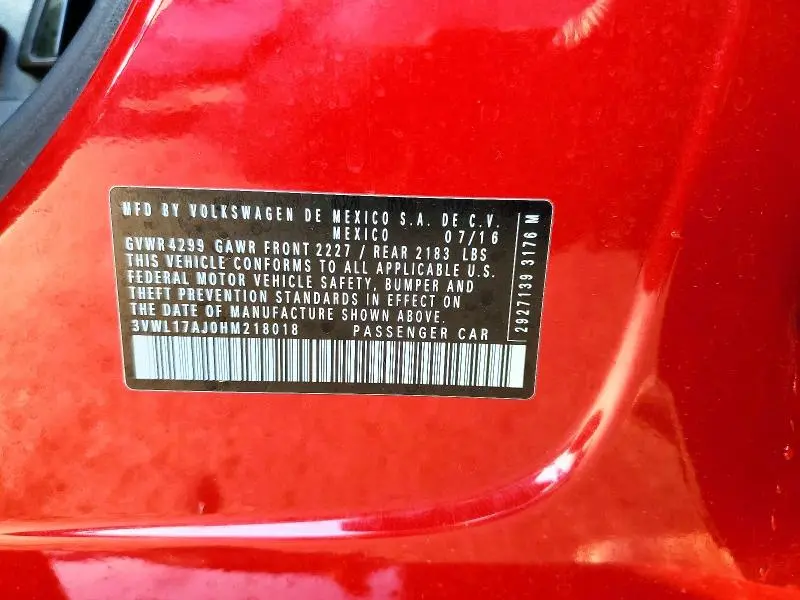 MFD BY VOLKSWAGEN DE MEXICO S.A. DE C.V.
MEXICO 07/16
GVWR 4299 GAWR FRONT 2227 / REAR 2183 LBS
THIS VEHICLE CONFORMS TO ALL APPLICABLE U.S.
FEDERAL MOTOR VEHICLE SAFETY, BUMPER AND
THEFT PREVENTION STANDARDS IN EFFECT ON
THE DATE OF MANUFACTURE SHOWN ABOVE.
3VWL17AJ0HM218018 PASSENGER CAR
2927139 3176 M